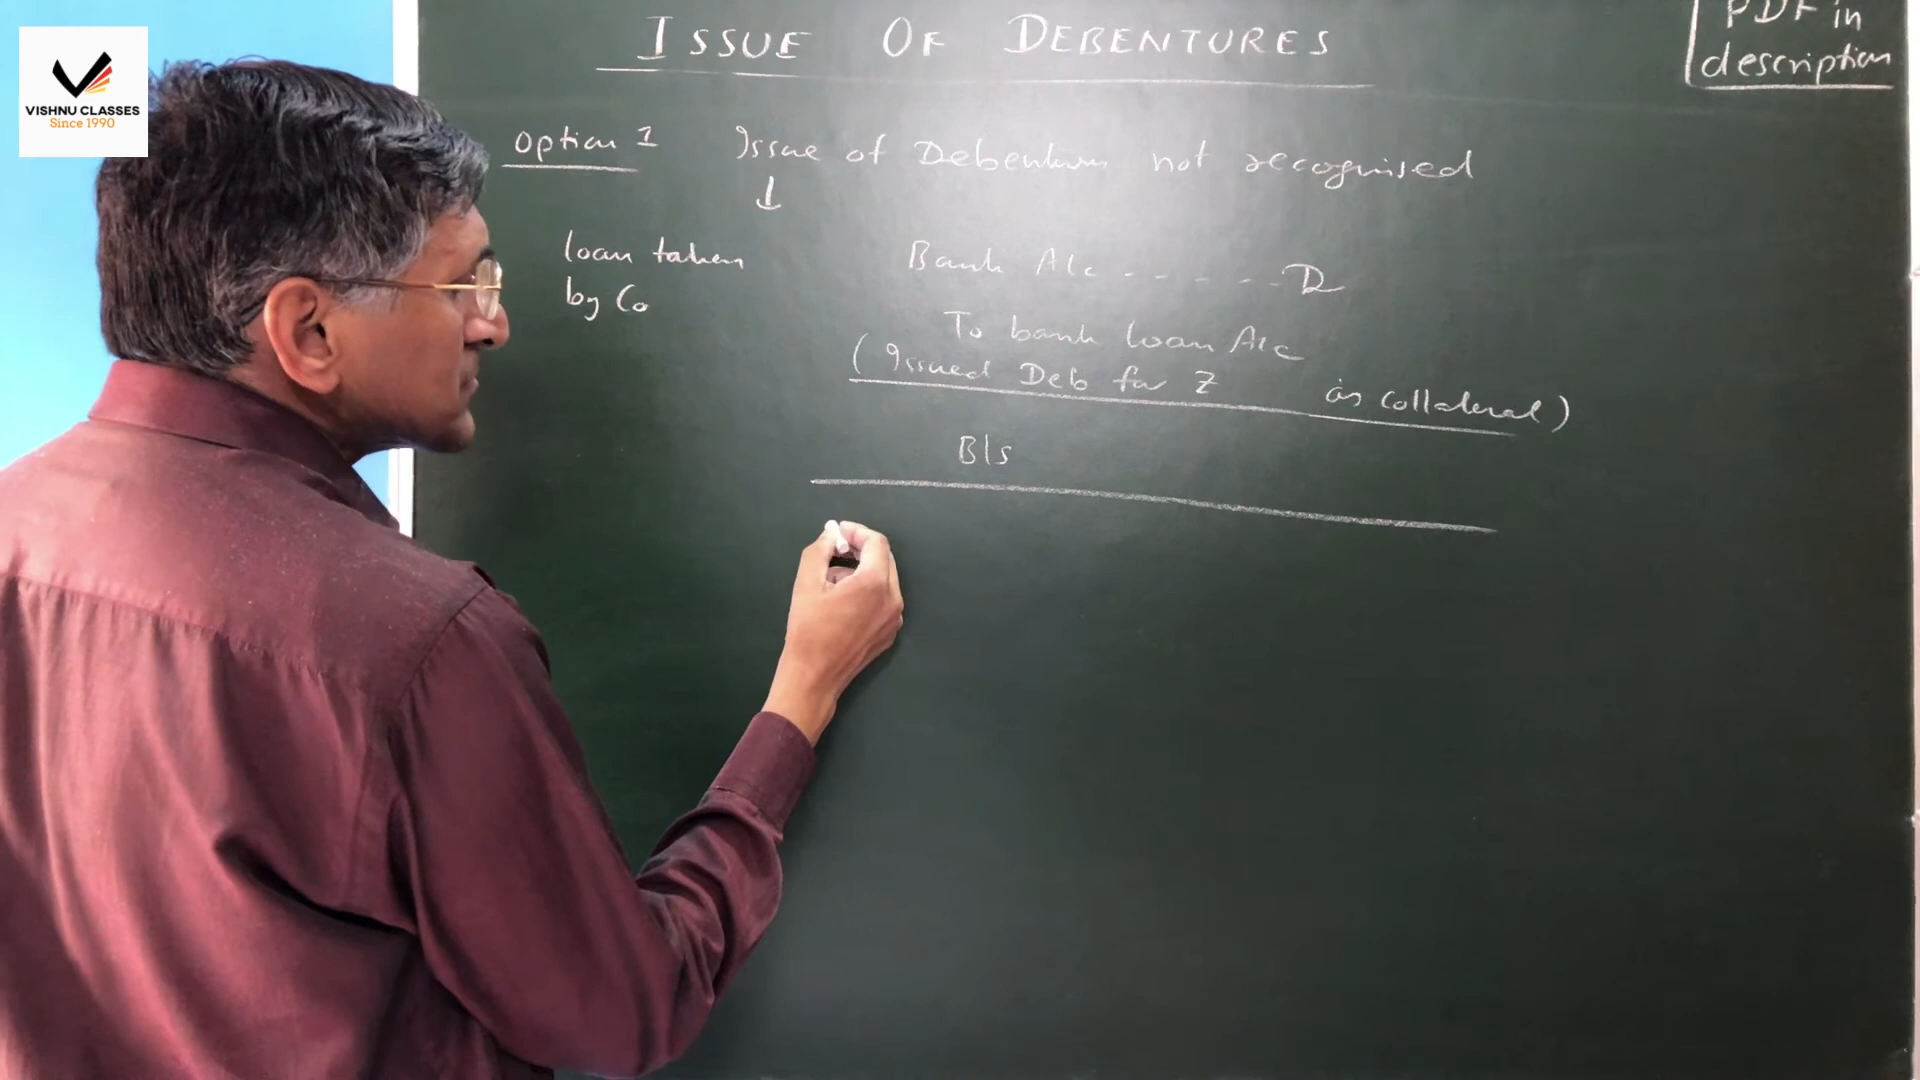 VISHNU CLASSES
Since 1990
ISSUE OF DEBENTURES
PDF in
description
Option 1 Issue of Debentures not recognised
loan taken
by Co
Bank A/c - - - - - Dr
To bank loan A/c
(Issued Deb for Z as collateral)
B/s